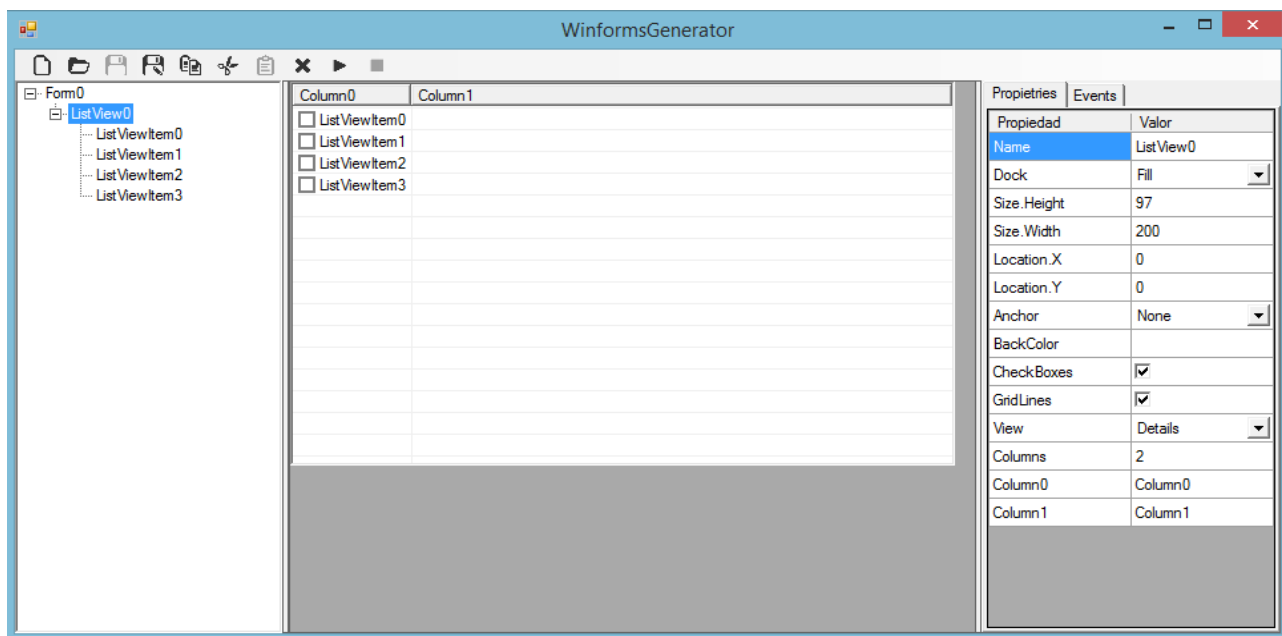 WinformsGenerator
Form0
ListView0
ListViewItem0
ListViewItem1
ListViewItem2
ListViewItem3
Column0 Column1
ListViewItem0
ListViewItem1
ListViewItem2
ListViewItem3
Propietries Events
Propiedad Valor
Name ListView0
Dock Fill
Size.Height 97
Size.Width 200
Location.X 0
Location.Y 0
Anchor None
BackColor
CheckBoxes
GridLines
View Details
Columns 2
Column0 Column0
Column1 Column1